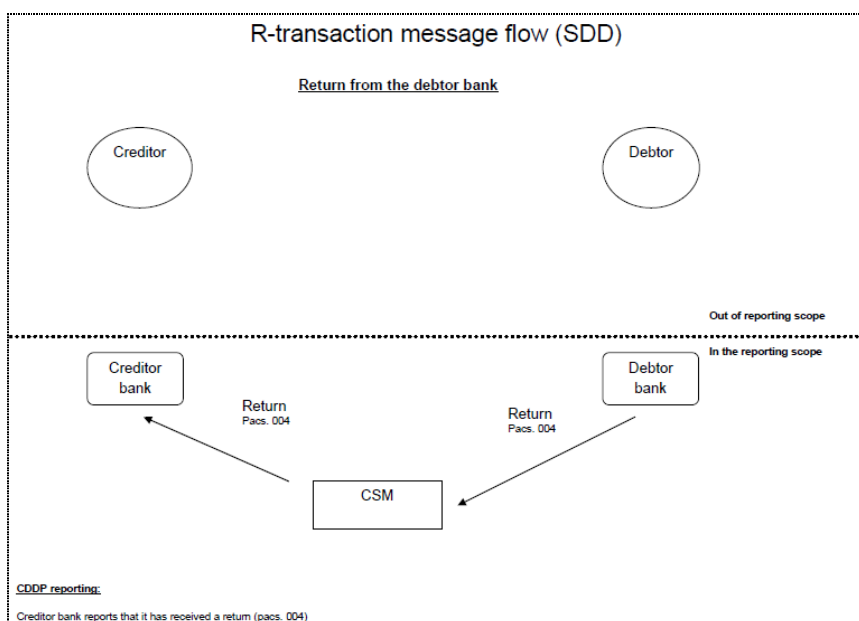 R-transaction message flow (SDD)
Return from the debtor bank
Creditor
Debtor
Out of reporting scope
In the reporting scope
Creditor
bank
Debtor
bank
Return
Pacs. 004
Return
Pacs. 004
CSM
CDDP reporting:
Creditor bank reports that it has received a return (pacs. 004)